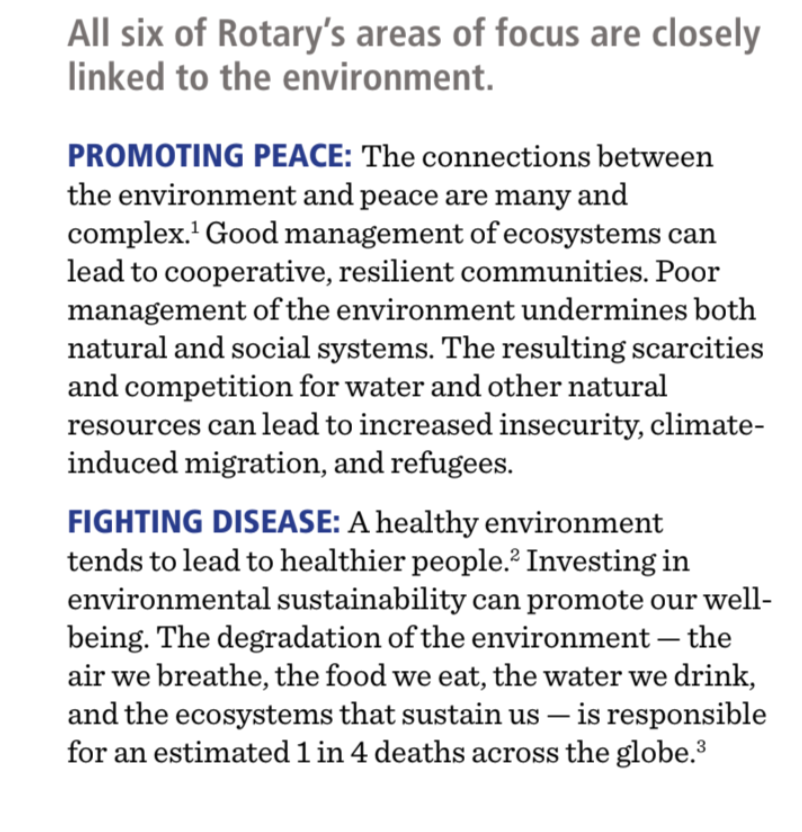 All six of Rotary's areas of focus are closely
linked to the environment.
PROMOTING PEACE: The connections between
the environment and peace are many and
complex.¹ Good management of ecosystems can
lead to cooperative, resilient communities. Poor
management of the environment undermines both
natural and social systems. The resulting scarcities
and competition for water and other natural
resources can lead to increased insecurity, climate-
induced migration, and refugees.
FIGHTING DISEASE: A healthy environment
tends to lead to healthier people.² Investing in
environmental sustainability can promote our well-
being. The degradation of the environment — the
air we breathe, the food we eat, the water we drink,
and the ecosystems that sustain us — is responsible
for an estimated 1 in 4 deaths across the globe.³